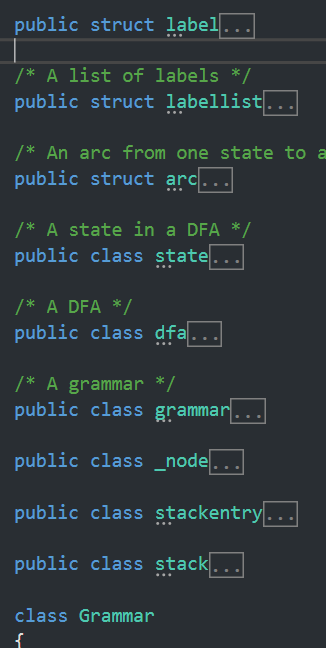 public struct label...
/* A list of labels */
public struct labellist...
/* An arc from one state to a
public struct arc...
/* A state in a DFA */
public class state...
/* A DFA */
public class dfa...
/* A grammar */
public class grammar...
public class _node...
public class stackentry...
public class stack...
class Grammar
{